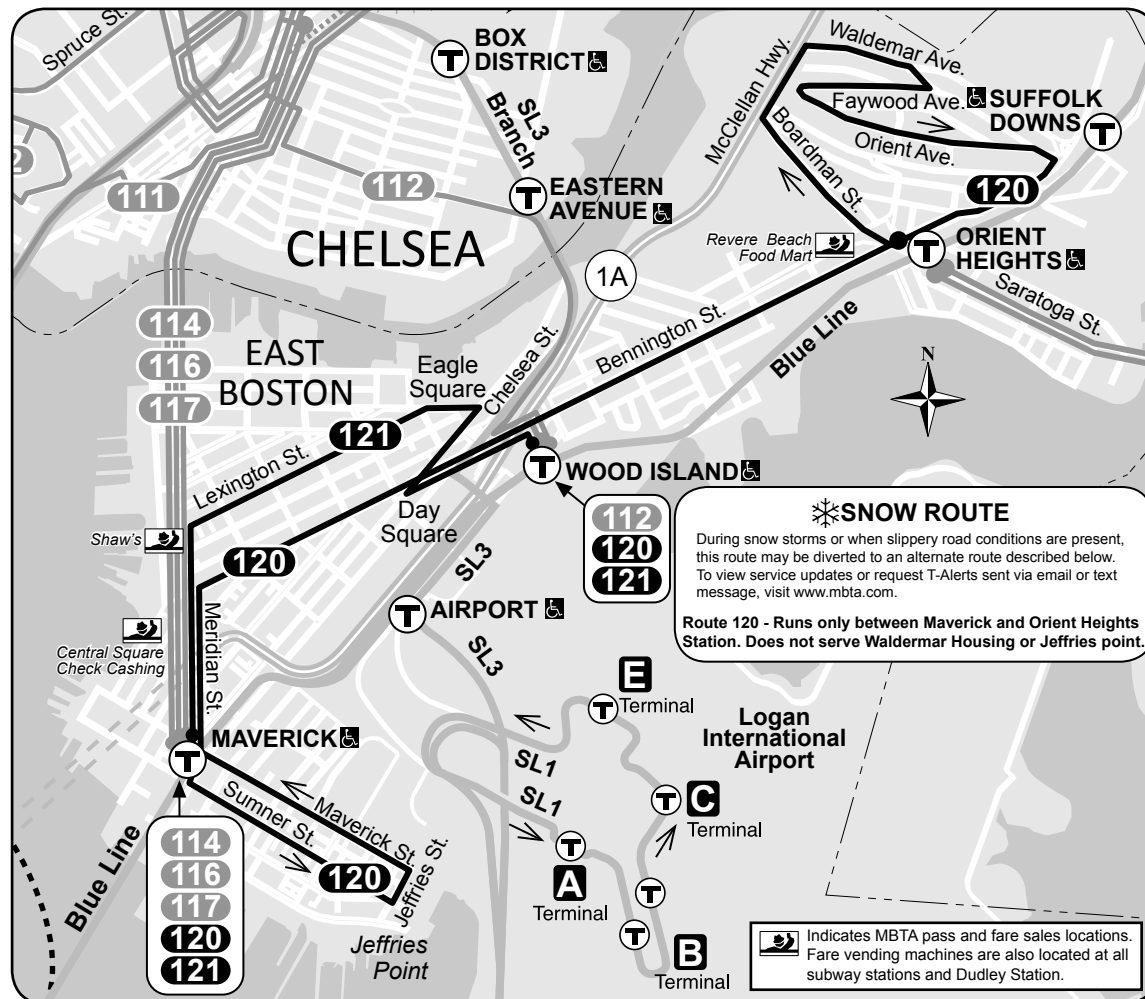 Spruce St.
BOX
DISTRICT
SL3
Branch
McClellan Hwy.
Waldemar Ave.
Faywood Ave.
SUFFOLK
DOWNS
Orient Ave.
Boardman St.
2
111
112
EASTERN
AVENUE
120
CHELSEA
Revere Beach
Food Mart
ORIENT
HEIGHTS
1A
Saratoga St.
114
116
117
EAST
BOSTON
Eagle
Square
Chelsea St.
Bennington St.
Blue Line
N
121
Lexington St.
WOOD ISLAND
Day
Square
Shaw's
120
112
120
121
SNOW ROUTE
During snow storms or when slippery road conditions are present,
this route may be diverted to an alternate route described below.
To view service updates or request T-Alerts sent via email or text
message, visit www.mbta.com.
Route 120 - Runs only between Maverick and Orient Heights
Station. Does not serve Waldermar Housing or Jeffries point.
SL3
AIRPORT
SL3
Meridian St.
Central Square
Check Cashing
E
Terminal
Logan
International
Airport
MAVERICK
SL1
SL1
C
Terminal
Sumner St.
Maverick St.
Jeffries St.
120
A
Terminal
Blue Line
114
116
117
120
121
Jeffries
Point
B
Terminal
Indicates MBTA pass and fare sales locations.
Fare vending machines are also located at all
subway stations and Dudley Station.
T
T
T
T
T
T
T
T
T
T
T
T
T